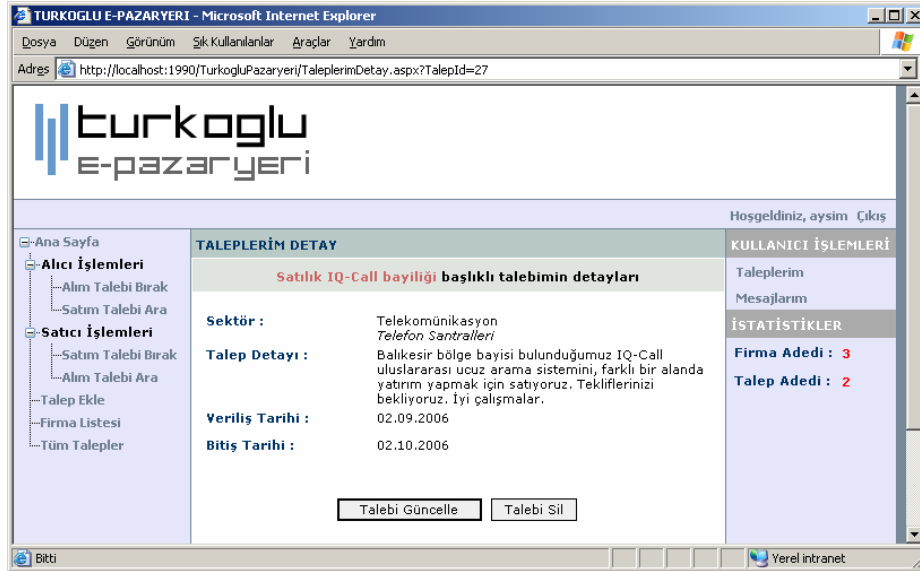 TURKOGLU E-PAZARYERI - Microsoft Internet Explorer
Dosya Düzen Görünüm Sık Kullanılanlar Araçlar Yardım
Adres http://localhost:1990/TurkogluPazaryeri/TaleplerimDetay.aspx?TalepId=27
turkoglu
e-pazaryeri
Hoşgeldiniz, aysim Çıkış
Ana Sayfa
Alıcı İşlemleri
Alım Talebi Bırak
Satım Talebi Ara
Satıcı İşlemleri
Satım Talebi Bırak
Alım Talebi Ara
Talep Ekle
Firma Listesi
Tüm Talepler
TALEPLERİM DETAY
Satılık IQ-Call bayiliği başlıklı talebimin detayları
Sektör : Telekomünikasyon
Telefon Santralleri
Talep Detayı : Balıkesir bölge bayisi bulunduğumuz IQ-Call
uluslararası ucuz arama sistemini, farklı bir alanda
yatırım yapmak için satıyoruz. Tekliflerinizi
bekliyoruz. İyi çalışmalar.
Veriliş Tarihi : 02.09.2006
Bitiş Tarihi : 02.10.2006
Talebi Güncelle Talebi Sil
KULLANICI İŞLEMLERİ
Taleplerim
Mesajlarım
İSTATİSTİKLER
Firma Adedi : 3
Talep Adedi : 2
Bitti Yerel intranet